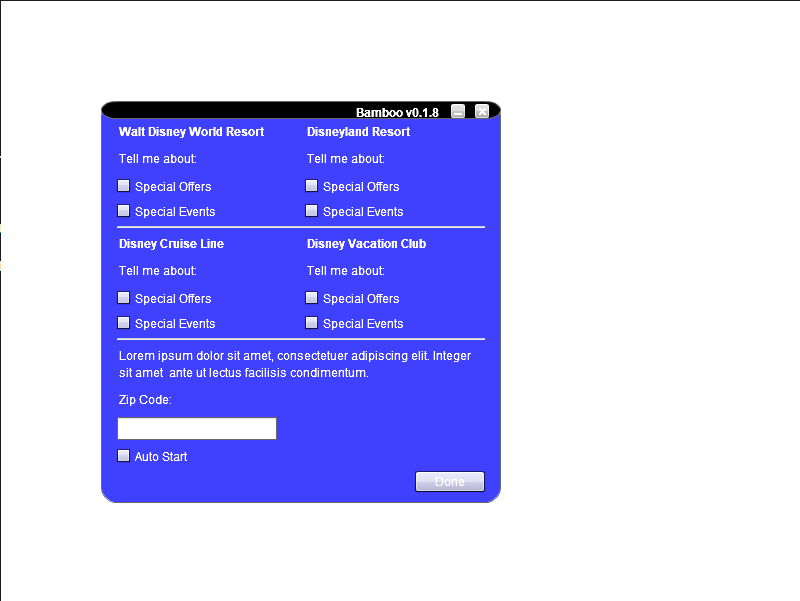 Bamboo v0.1.8
Walt Disney World Resort
Disneyland Resort
Tell me about:
Tell me about:
Special Offers
Special Offers
Special Events
Special Events
Disney Cruise Line
Disney Vacation Club
Tell me about:
Tell me about:
Special Offers
Special Offers
Special Events
Special Events
Lorem ipsum dolor sit amet, consectetuer adipiscing elit. Integer
sit amet  ante ut lectus facilisis condimentum.
Zip Code:
Auto Start
Done